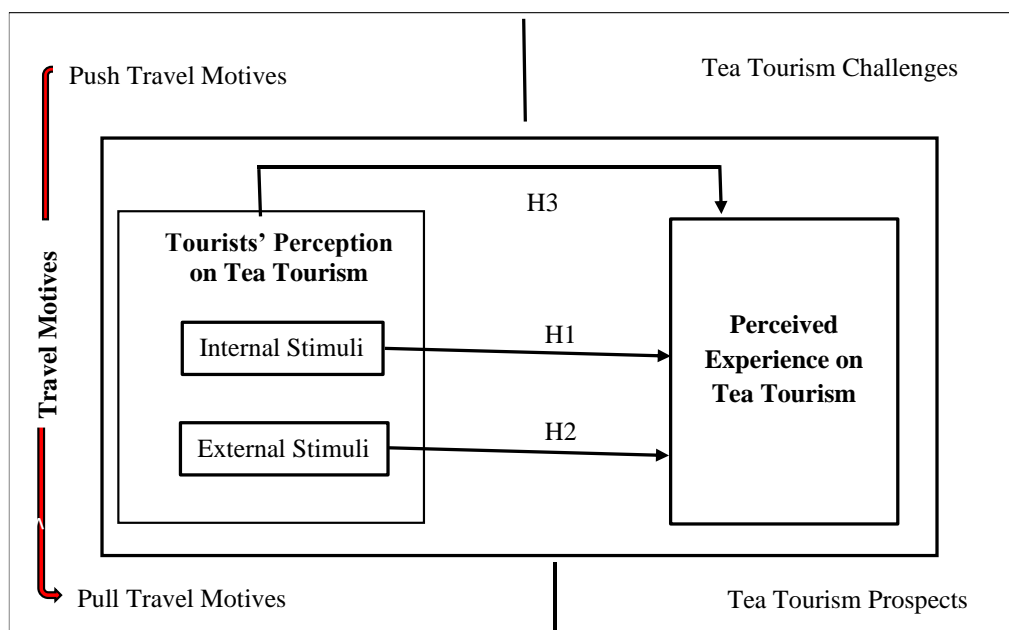 Push Travel Motives
Tea Tourism Challenges
H3
Tourists’ Perception
on Tea Tourism
Travel Motives
Internal Stimuli
H1
Perceived
Experience on
Tea Tourism
External Stimuli
H2
Pull Travel Motives
Tea Tourism Prospects